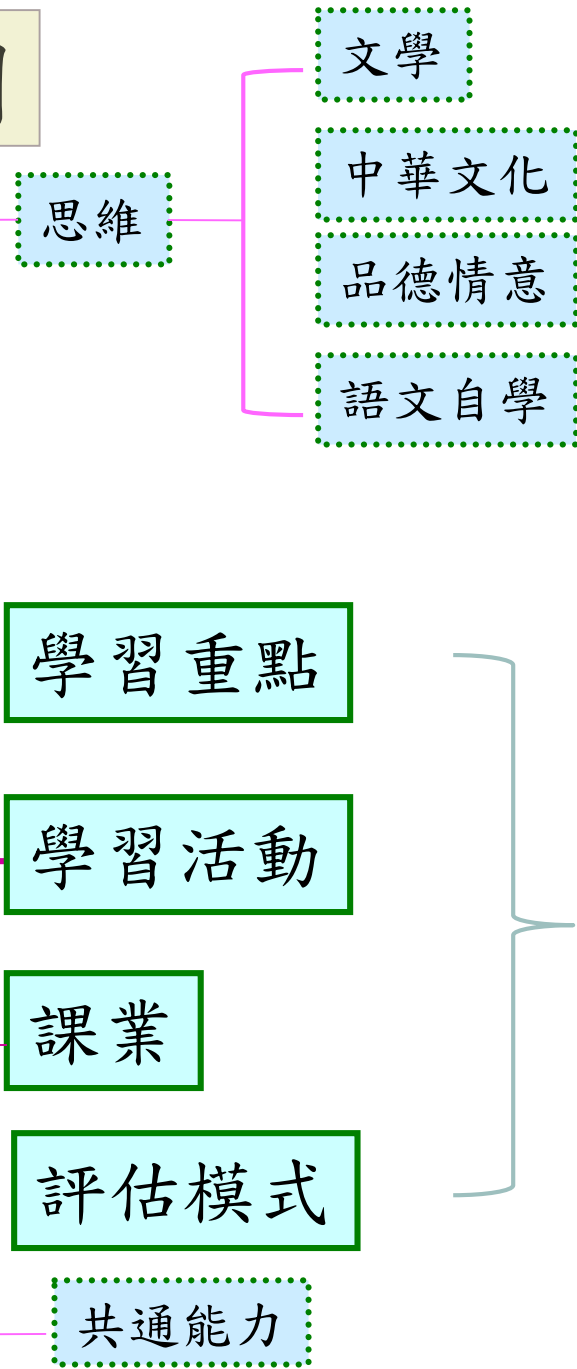 文學
中華文化
思維
品德情意
語文自學
學習重點
學習活動
課業
評估模式
共通能力